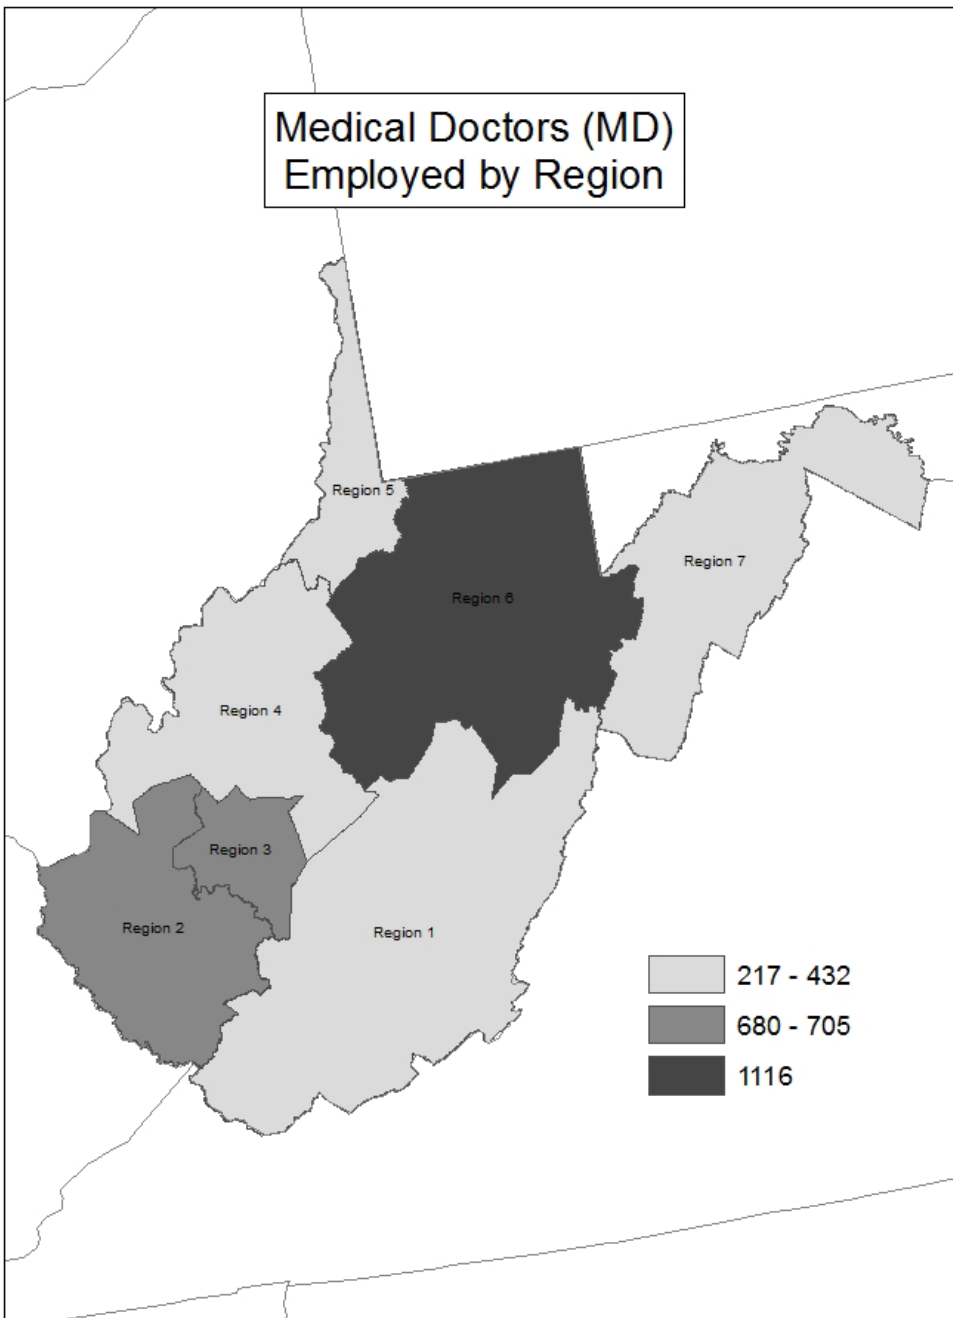 Medical Doctors (MD)
Employed by Region
Region 5
Region 7
Region 6
Region 4
Region 3
Region 2
Region 1
217 - 432
680 - 705
1116